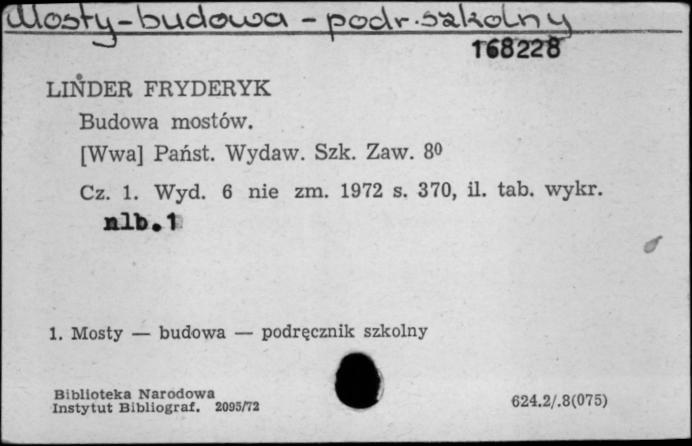 Mosty-budowa - podr. szkolny
168228
LINDER FRYDERYK
Budowa mostów.
[Wwa] Państ. Wydaw. Szk. Zaw. 8⁰
Cz. 1. Wyd. 6 nie zm. 1972 s. 370, il. tab. wykr.
nlb. 1
1. Mosty — budowa — podręcznik szkolny
Biblioteka Narodowa
Instytut Bibliograf. 2095/72
624.2/.8(075)